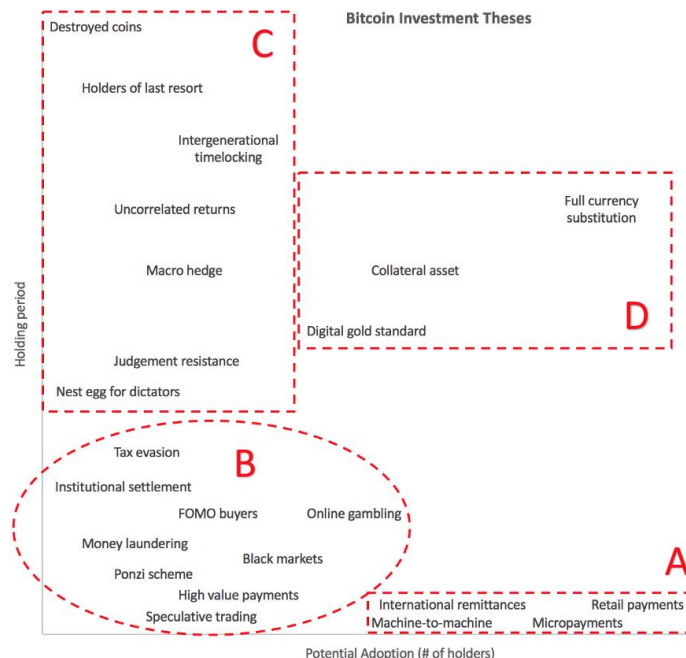 Bitcoin Investment Theses
Destroyed coins
C
Holders of last resort
Intergenerational
timelocking
Uncorrelated returns
Macro hedge
Judgement resistance
Nest egg for dictators
Full currency
substitution
Collateral asset
D
Digital gold standard
Holding period
Tax evasion
B
Institutional settlement
FOMO buyers
Online gambling
Money laundering
Black markets
Ponzi scheme
High value payments
Speculative trading
A
International remittances
Retail payments
Machine-to-machine
Micropayments
Potential Adoption (# of holders)